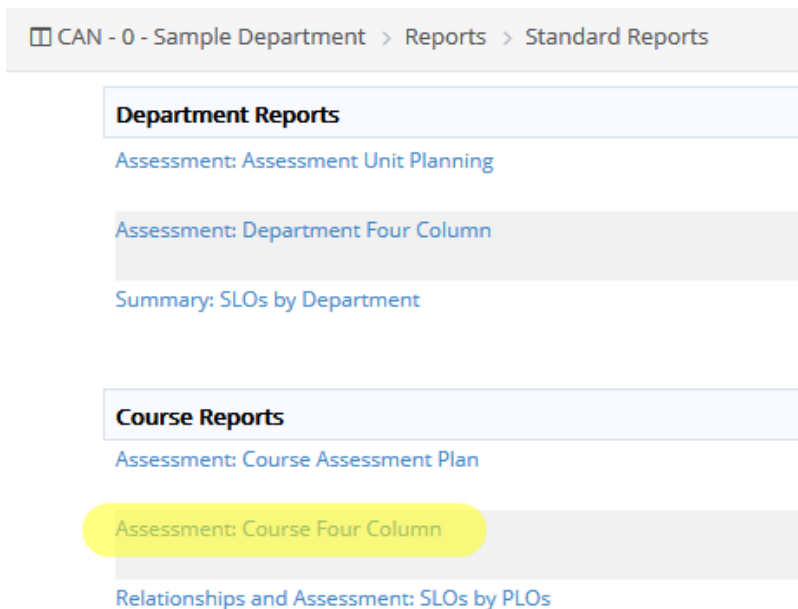 CAN - 0 - Sample Department > Reports > Standard Reports
Department Reports
Assessment: Assessment Unit Planning
Assessment: Department Four Column
Summary: SLOs by Department
Course Reports
Assessment: Course Assessment Plan
Assessment: Course Four Column
Relationships and Assessment: SLOs by PLOs